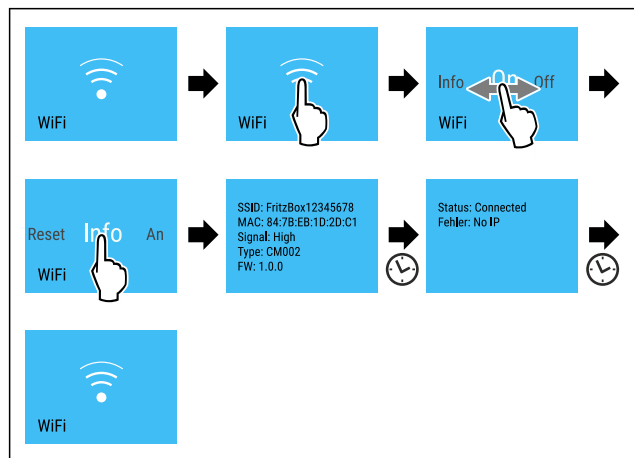 WiFi
WiFi
Info On Off
WiFi
Reset Info An
WiFi
SSID: FritzBox12345678
MAC: 84:7B:EB:1D:2D:C1
Signal: High
Type: CM002
FW: 1.0.0
Status: Connected
Fehler: No IP
WiFi